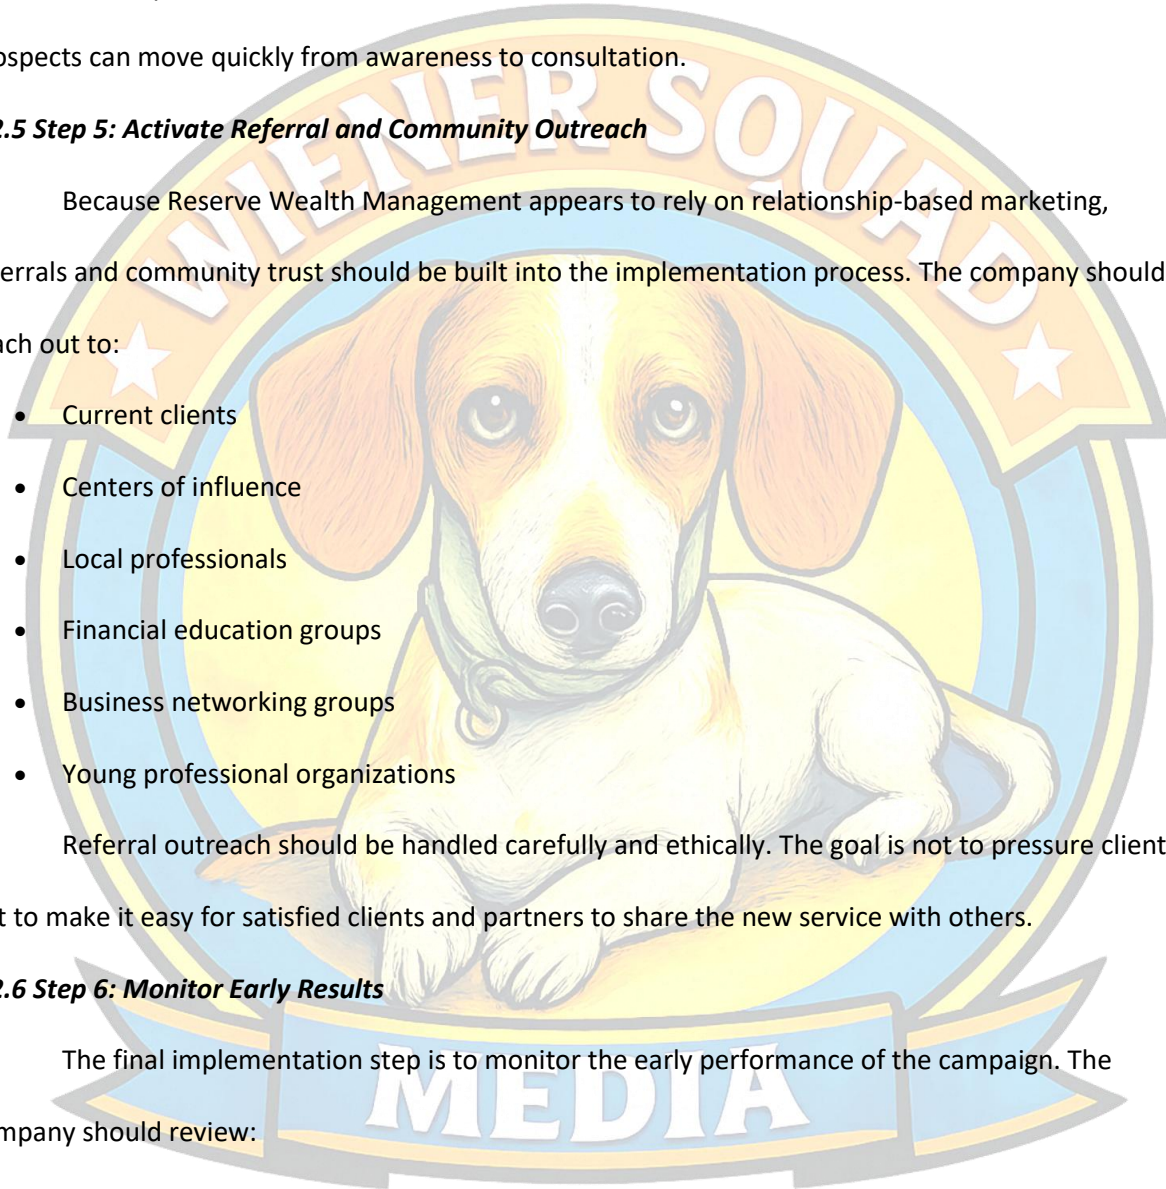 ospects can move quickly from awareness to consultation.
2.5 Step 5: Activate Referral and Community Outreach
Because Reserve Wealth Management appears to rely on relationship-based marketing,
errals and community trust should be built into the implementation process. The company should
ach out to:
• Current clients
• Centers of influence
• Local professionals
• Financial education groups
• Business networking groups
• Young professional organizations
Referral outreach should be handled carefully and ethically. The goal is not to pressure client
t to make it easy for satisfied clients and partners to share the new service with others.
2.6 Step 6: Monitor Early Results
The final implementation step is to monitor the early performance of the campaign. The
mpany should review:
WIENER SQUAD
MEDIA